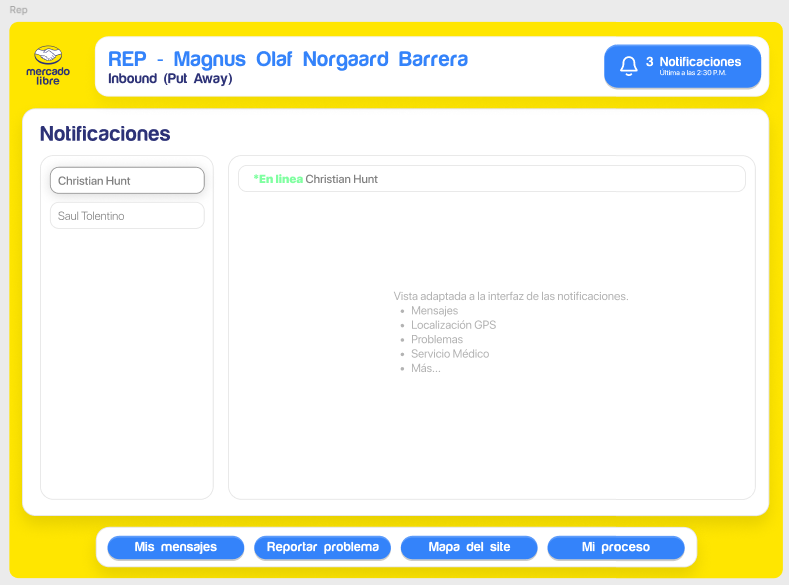 Rep
mercado
libre
REP - Magnus Olaf Norgaard Barrera
Inbound (Put Away)
3 Notificaciones
Última a las 2:30 P.M.
Notificaciones
Christian Hunt
Saul Tolentino
*En linea Christian Hunt
Vista adaptada a la interfaz de las notificaciones.
• Mensajes
• Localización GPS
• Problemas
• Servicio Médico
• Más...
Mis mensajes
Reportar problema
Mapa del site
Mi proceso